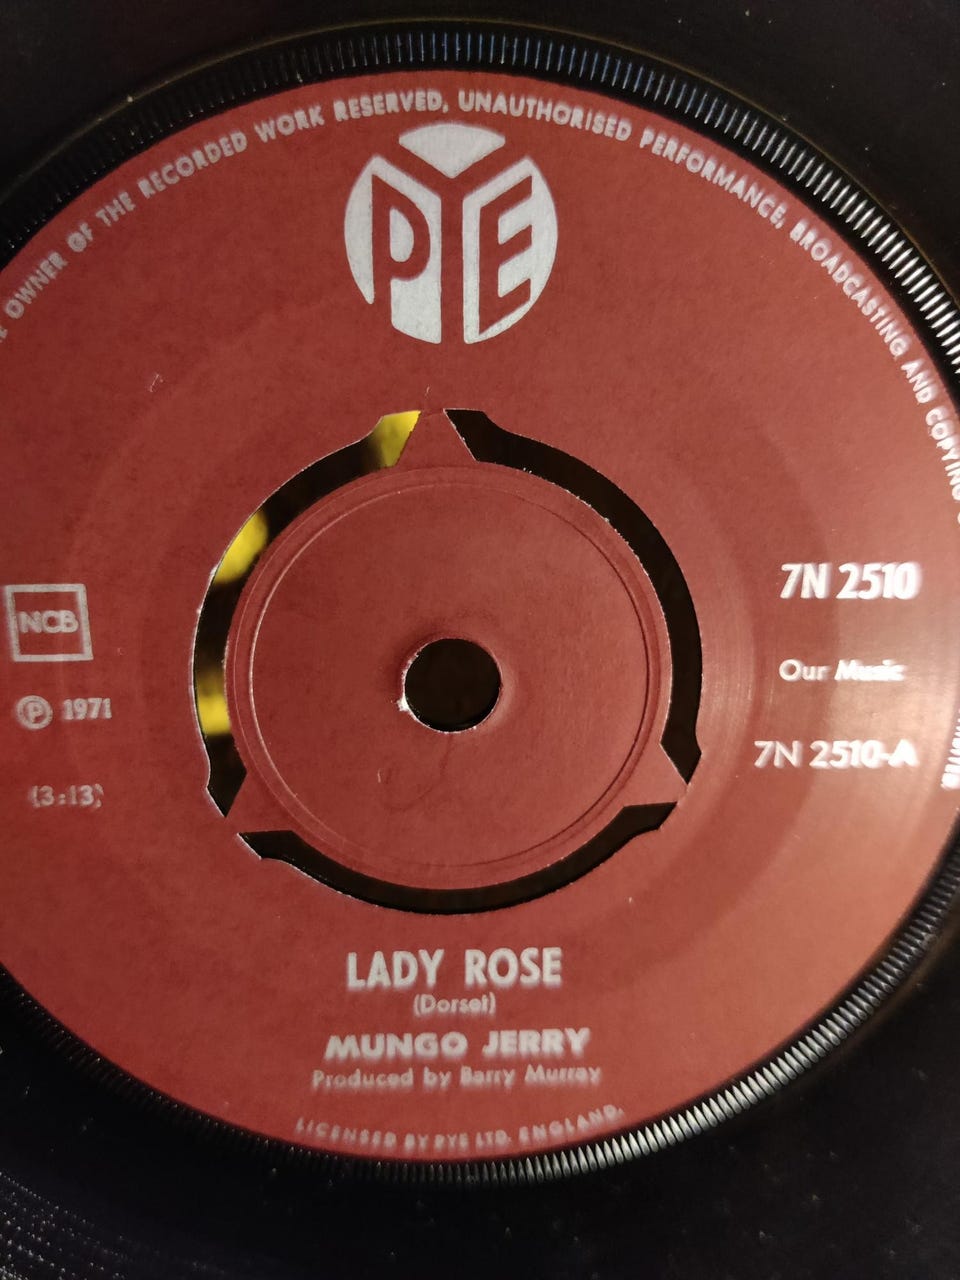 OWNER OF THE RECORDED WORK RESERVED, UNAUTHORISED PERFORMANCE, BROADCASTING AND COPYING
PYE
NCB
℗ 1971
(3:13)
7N 2510
Our Music
7N 2510-A
LADY ROSE
(Dorset)
MUNGO JERRY
Produced by Barry Murray
LICENSED BY PYE LTD. ENGLAND.